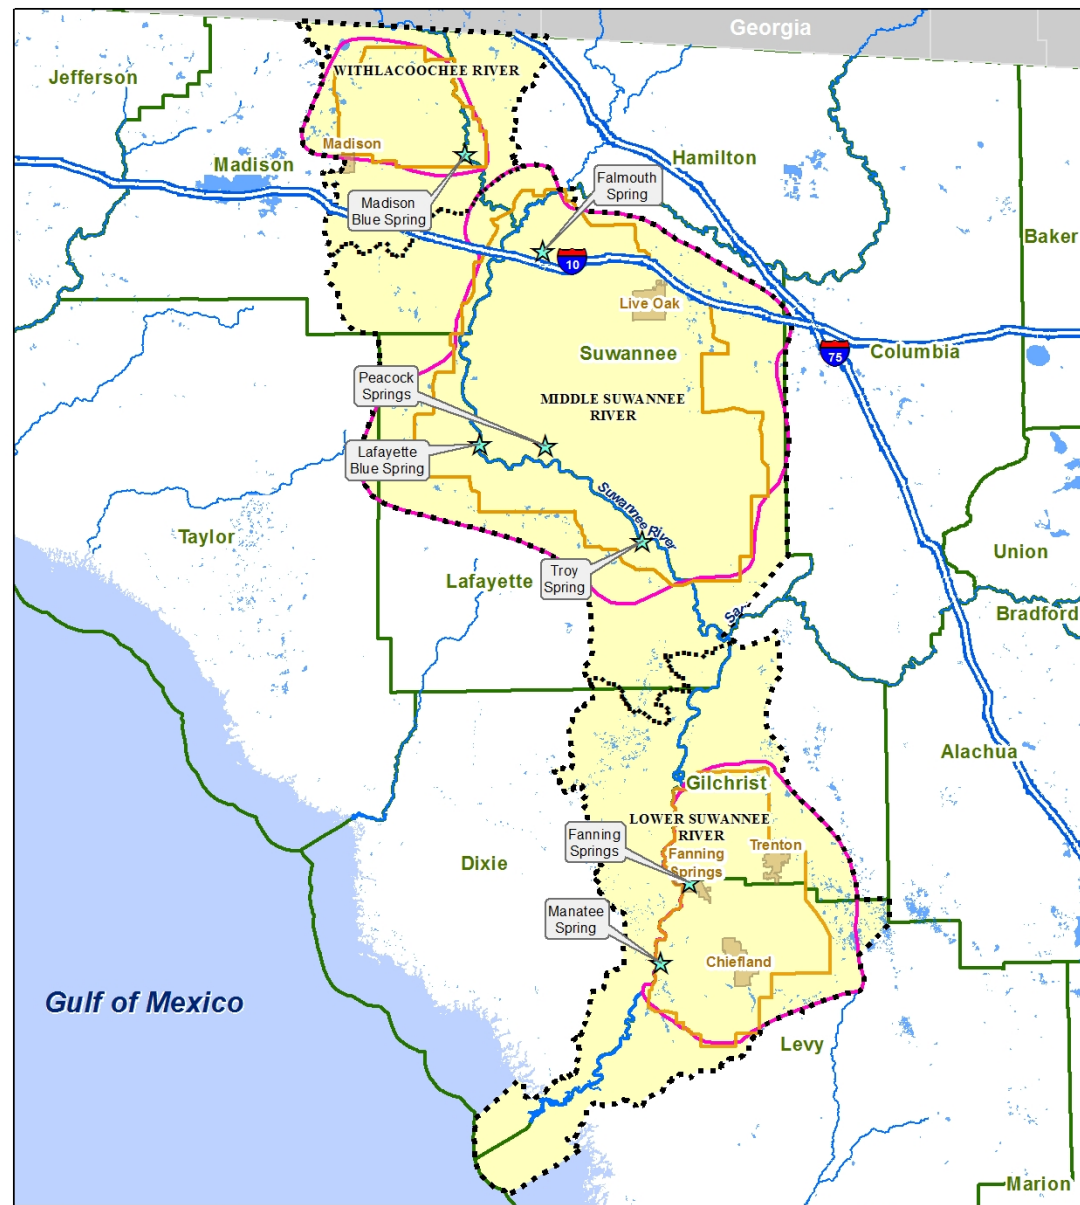 Georgia
Jefferson
WITHLACOOCHEE RIVER
Madison
Madison
Hamilton
Falmouth
Spring
Madison
Blue Spring
Baker
10
Live Oak
Suwannee
75
Columbia
Peacock
Springs
MIDDLE SUWANNEE
RIVER
Lafayette
Blue Spring
Suwannee River
Taylor
Union
Lafayette
Troy
Spring
Sa
Bradford
Alachua
Gilchrist
LOWER SUWANNEE
RIVER
Fanning
Springs
Trenton
Fanning
Springs
Dixie
Manatee
Spring
Chiefland
Gulf of Mexico
Levy
Marion